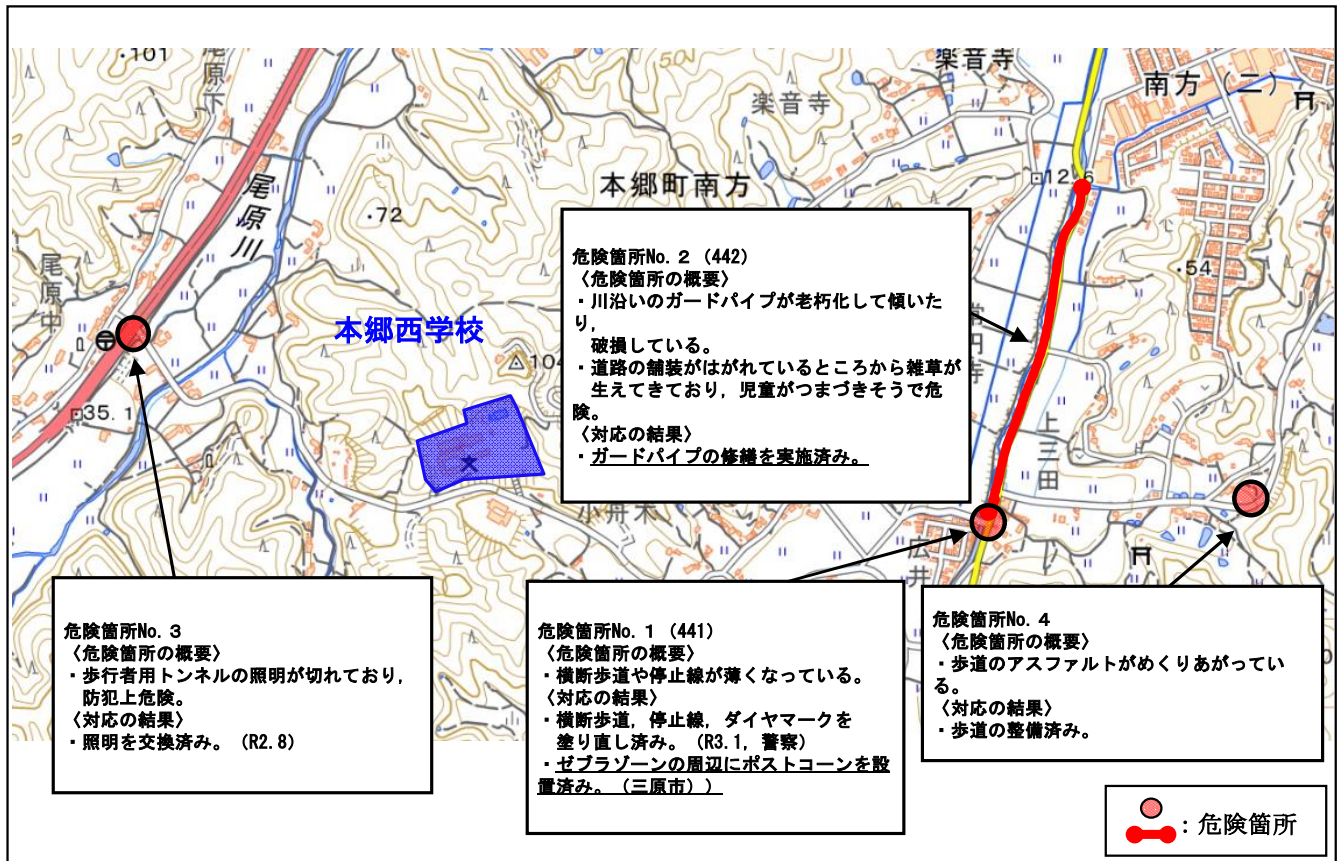 101
尾原下
500
楽音寺
楽音寺
南方（二）
本郷町南方
12.6
尾原川
72
54
尾原中
本郷西学校
104
35.1
上三田
小舟木
広井
危険箇所No. 2 (442)
〈危険箇所の概要〉
・川沿いのガードパイプが老朽化して傾いた
り，
破損している。
・道路の舗装がはがれているところから雑草が
生えてきており，児童がつまづきそうで危
険。
〈対応の結果〉
・ガードパイプの修繕を実施済み。
危険箇所No. 3
〈危険箇所の概要〉
・歩行者用トンネルの照明が切れており，
防犯上危険。
〈対応の結果〉
・照明を交換済み。（R2.8）
危険箇所No. 1 (441)
〈危険箇所の概要〉
・横断歩道や停止線が薄くなっている。
〈対応の結果〉
・横断歩道，停止線，ダイヤマークを
塗り直し済み。（R3.1，警察）
・ゼブラゾーンの周辺にポストコーンを設
置済み。（三原市））
危険箇所No. 4
〈危険箇所の概要〉
・歩道のアスファルトがめくりあがってい
る。
〈対応の結果〉
・歩道の整備済み。
：危険箇所